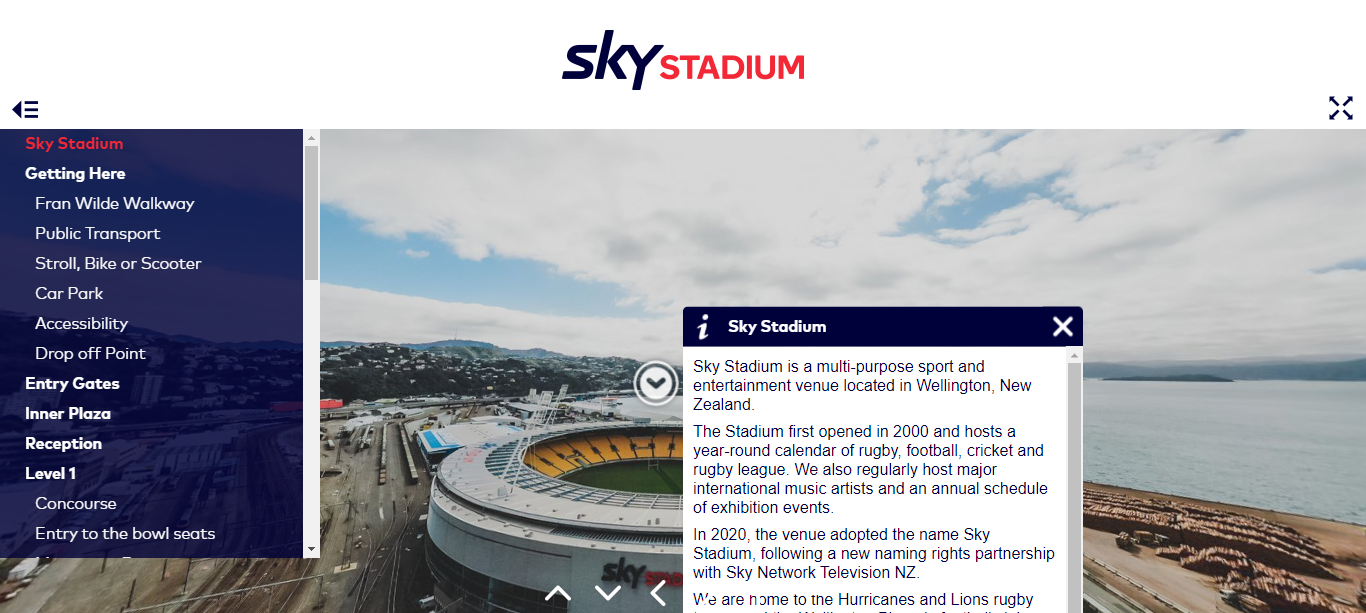 sky STADIUM
Sky Stadium
Getting Here
Fran Wilde Walkway
Public Transport
Stroll, Bike or Scooter
Car Park
Accessibility
Drop off Point
Entry Gates
Inner Plaza
Reception
Level 1
Concourse
Entry to the bowl seats
i Sky Stadium
Sky Stadium is a multi-purpose sport and
entertainment venue located in Wellington, New
Zealand.
The Stadium first opened in 2000 and hosts a
year-round calendar of rugby, football, cricket and
rugby league. We also regularly host major
international music artists and an annual schedule
of exhibition events.
In 2020, the venue adopted the name Sky
Stadium, following a new naming rights partnership
with Sky Network Television NZ.
We are home to the Hurricanes and Lions rugby
sky